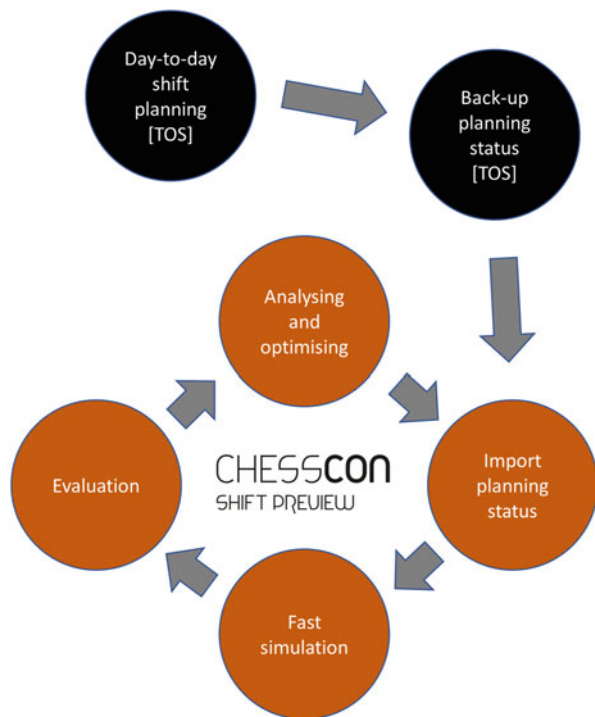 Day-to-day
shift
planning
[TOS]
Back-up
planning
status
[TOS]
Analysing
and
optimising
Import
planning
status
Fast
simulation
Evaluation
CHESSCON
SHIFT PREVIEW